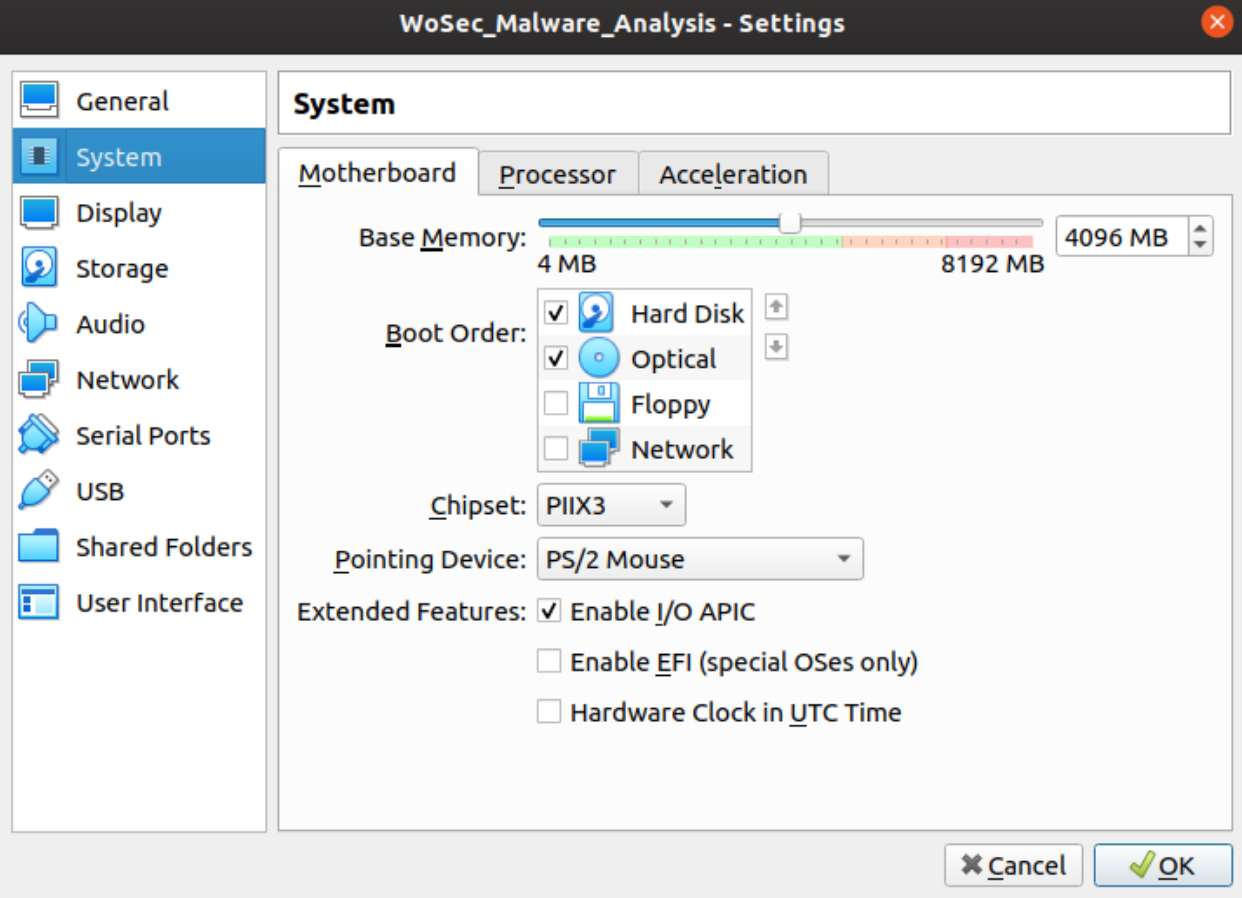 WoSec_Malware_Analysis - Settings
General
System
Display
Storage
Audio
Network
Serial Ports
USB
Shared Folders
User Interface
System
Motherboard Processor Acceleration
Base Memory: 4096 MB
4 MB 8192 MB
Boot Order:
Hard Disk
Optical
Floppy
Network
Chipset: PIIX3
Pointing Device: PS/2 Mouse
Extended Features: Enable I/O APIC
Enable EFI (special OSes only)
Hardware Clock in UTC Time
Cancel OK